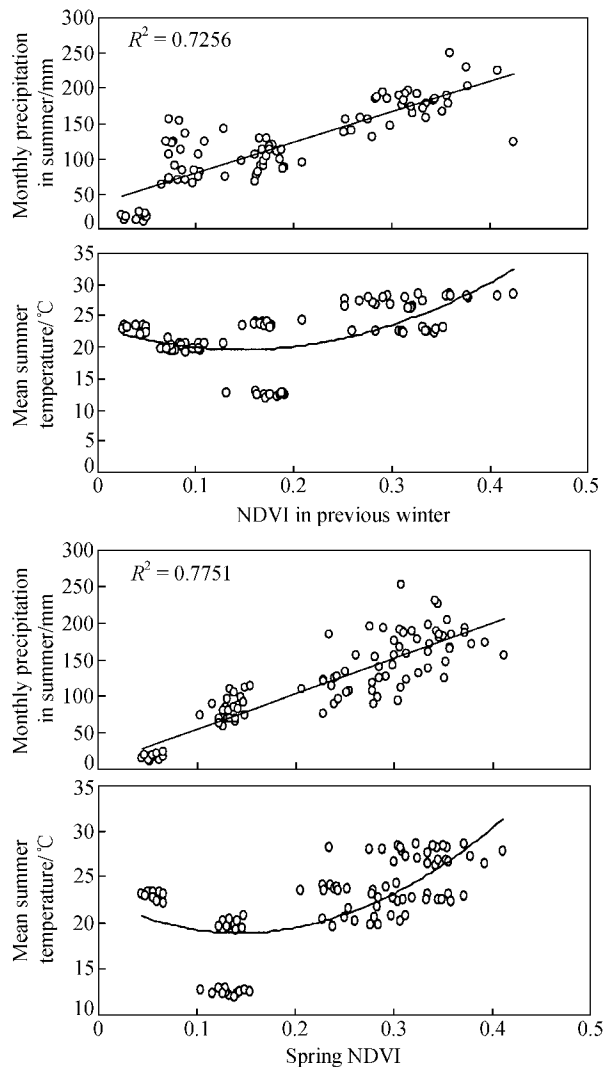 R² = 0.7256
Monthly precipitation
in summer/mm
300
250
200
150
100
50
0
Mean summer
temperature/℃
35
30
25
20
15
10
5
0
0 0.1 0.2 0.3 0.4 0.5
NDVI in previous winter
R² = 0.7751
Monthly precipitation
in summer/mm
300
250
200
150
100
50
0
Mean summer
temperature/℃
35
30
25
20
15
10
0 0.1 0.2 0.3 0.4 0.5
Spring NDVI